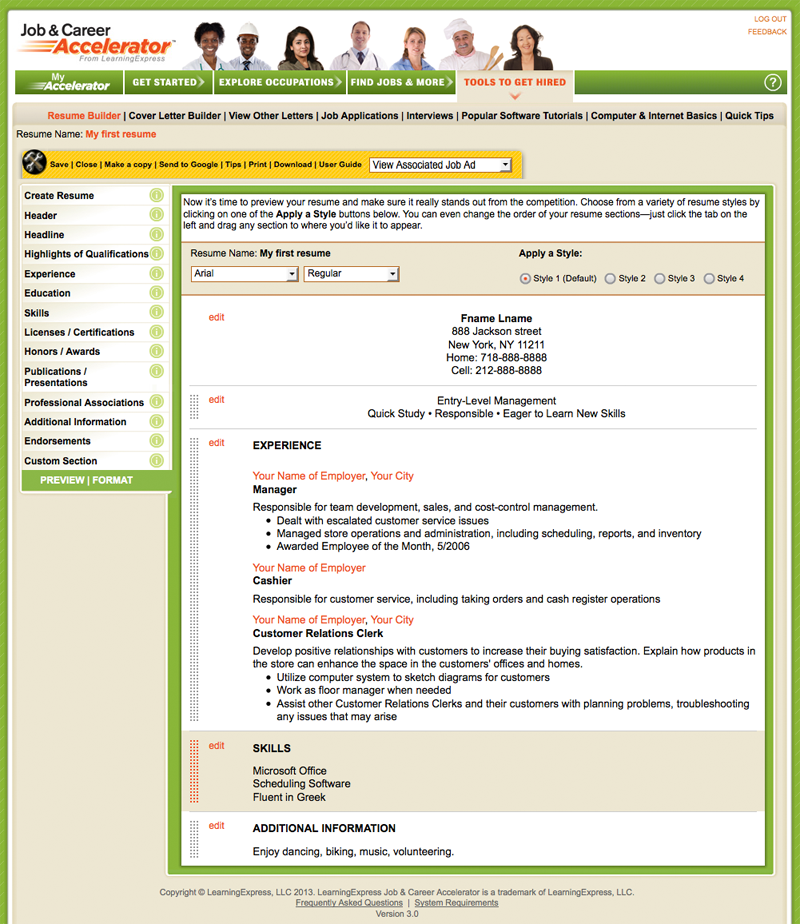 Job & Career
Accelerator™
From LearningExpress
LOG OUT
FEEDBACK
My Accelerator
GET STARTED
EXPLORE OCCUPATIONS
FIND JOBS & MORE
TOOLS TO GET HIRED
?
Resume Builder | Cover Letter Builder | View Other Letters | Job Applications | Interviews | Popular Software Tutorials | Computer & Internet Basics | Quick Tips
Resume Name: My first resume
Save | Close | Make a copy | Send to Google | Tips | Print | Download | User Guide
View Associated Job Ad
Create Resume
Header
Headline
Highlights of Qualifications
Experience
Education
Skills
Licenses / Certifications
Honors / Awards
Publications /
Presentations
Professional Associations
Additional Information
Endorsements
Custom Section
PREVIEW | FORMAT
Now it's time to preview your resume and make sure it really stands out from the competition. Choose from a variety of resume styles by
clicking on one of the Apply a Style buttons below. You can even change the order of your resume sections—just click the tab on the
left and drag any section to where you'd like it to appear.
Resume Name: My first resume
Arial
Regular
Apply a Style:
Style 1 (Default)
Style 2
Style 3
Style 4
edit
Fname Lname
888 Jackson street
New York, NY 11211
Home: 718-888-8888
Cell: 212-888-8888
edit
Entry-Level Management
Quick Study • Responsible • Eager to Learn New Skills
edit
EXPERIENCE
Your Name of Employer, Your City
Manager
Responsible for team development, sales, and cost-control management.
• Dealt with escalated customer service issues
• Managed store operations and administration, including scheduling, reports, and inventory
• Awarded Employee of the Month, 5/2006
Your Name of Employer
Cashier
Responsible for customer service, including taking orders and cash register operations
Your Name of Employer, Your City
Customer Relations Clerk
Develop positive relationships with customers to increase their buying satisfaction. Explain how products in
the store can enhance the space in the customers' offices and homes.
• Utilize computer system to sketch diagrams for customers
• Work as floor manager when needed
• Assist other Customer Relations Clerks and their customers with planning problems, troubleshooting
any issues that may arise
edit
SKILLS
Microsoft Office
Scheduling Software
Fluent in Greek
edit
ADDITIONAL INFORMATION
Enjoy dancing, biking, music, volunteering.
Copyright © LearningExpress, LLC 2013. LearningExpress Job & Career Accelerator is a trademark of LearningExpress, LLC.
Frequently Asked Questions | System Requirements
Version 3.0